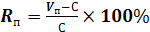 Rп = Vп−C/C × 100%